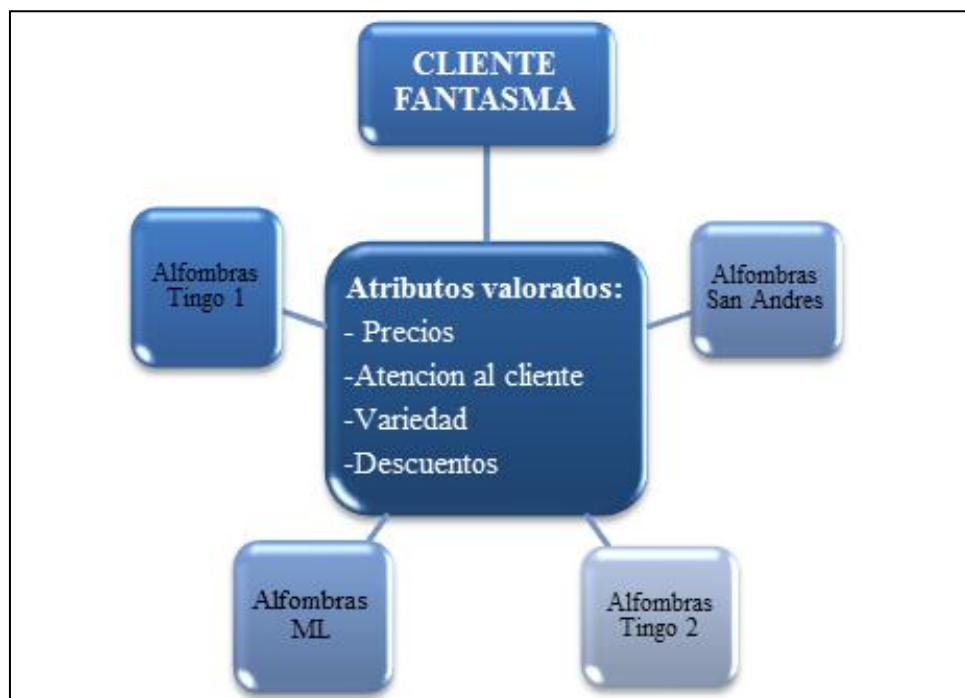 CLIENTE
FANTASMA
Alfombras
Tingo 1
Atributos valorados:
- Precios
-Atencion al cliente
-Variedad
-Descuentos
Alfombras
San Andres
Alfombras
ML
Alfombras
Tingo 2